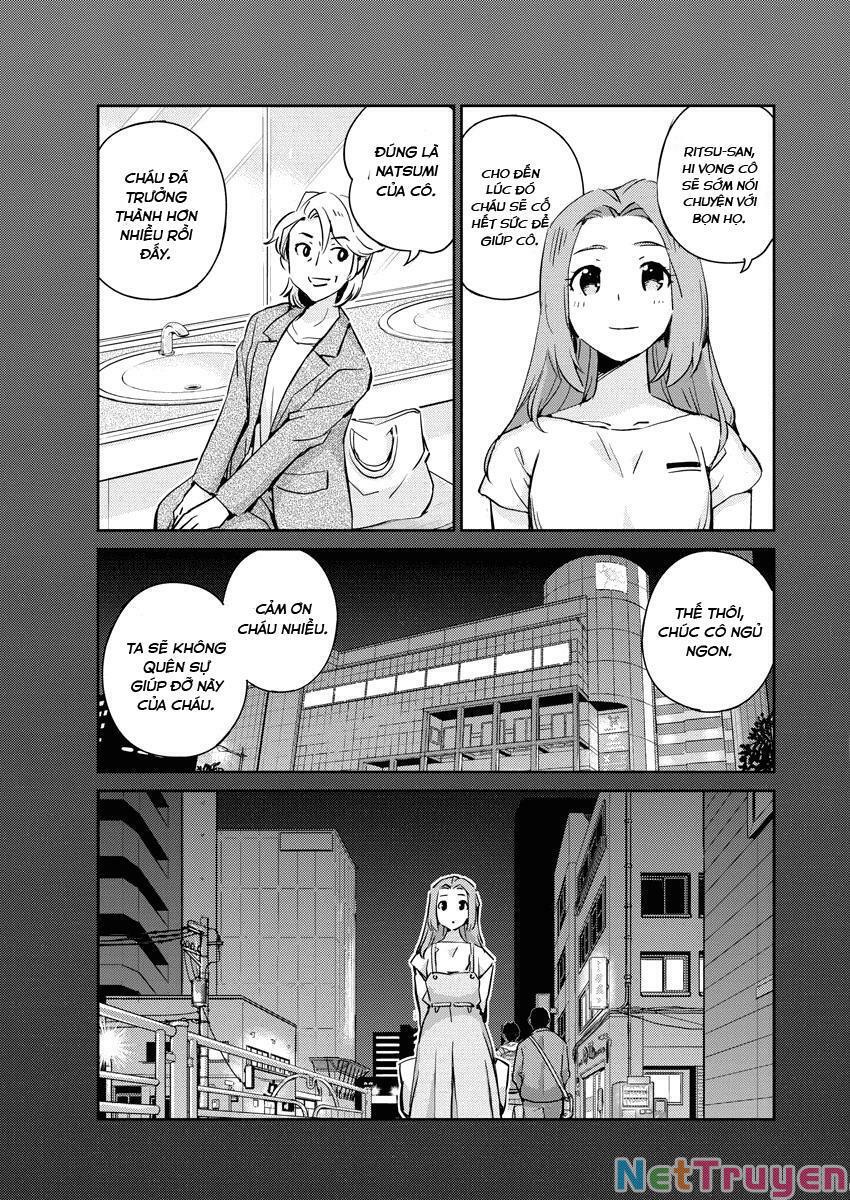 RITSU-SAN,
HI VỌNG CÔ
SẼ SỚM NÓI
CHUYỆN VỚI
BỌN HỌ.
CHO ĐẾN
LÚC ĐÓ
CHÁU SẼ CỐ
HẾT SỨC ĐỂ
GIÚP CÔ.
ĐÚNG LÀ
NATSUMI
CỦA CÔ.
CHÁU ĐÃ
TRƯỞNG
THÀNH HƠN
NHIỀU RỒI
ĐẤY.
THẾ THÔI,
CHÚC CÔ NGỦ
NGON.
CẢM ƠN
CHÁU NHIỀU.
TA SẼ KHÔNG
QUÊN SỰ
GIÚP ĐỠ NÀY
CỦA CHÁU.
NetTruyen